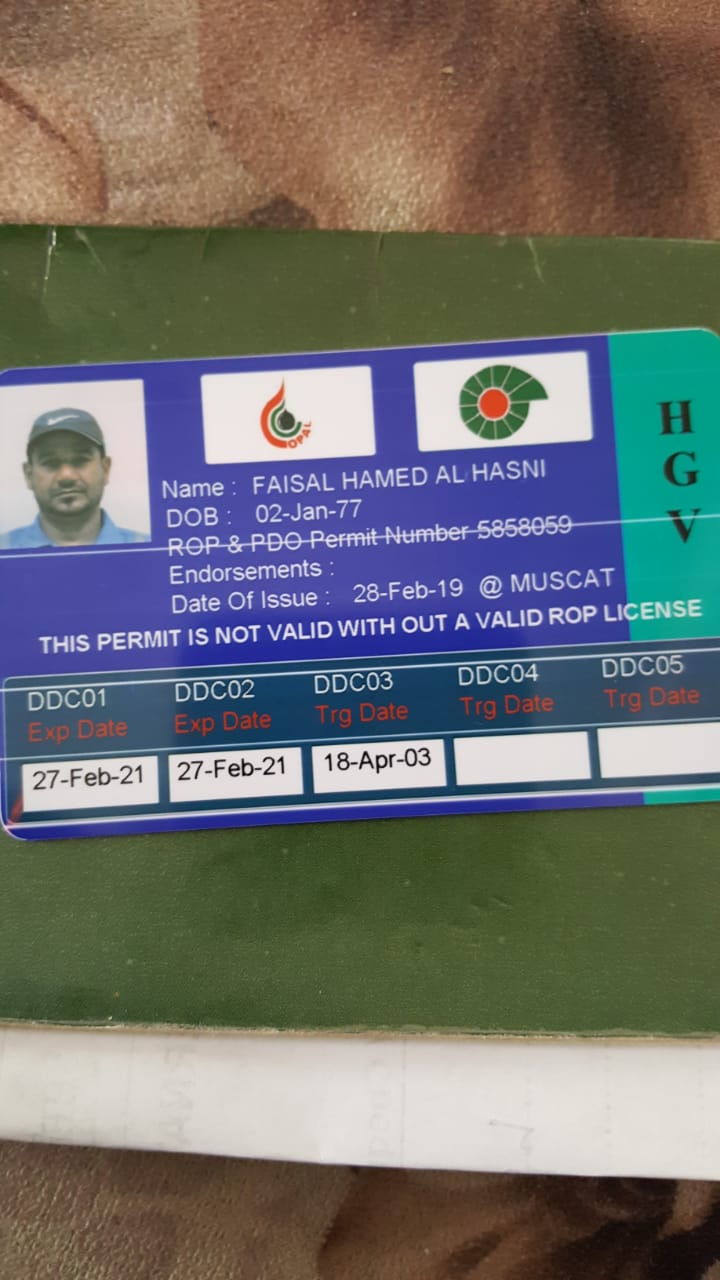 OPAL
H
G
V
Name : FAISAL HAMED AL HASNI
DOB : 02-Jan-77
ROP & PDO Permit Number 5858059
Endorsements :
Date Of Issue : 28-Feb-19 @ MUSCAT
THIS PERMIT IS NOT VALID WITH OUT A VALID ROP LICENSE
DDC01 DDC02 DDC03 DDC04 DDC05
Exp Date Exp Date Trg Date Trg Date Trg Date
27-Feb-21 27-Feb-21 18-Apr-03